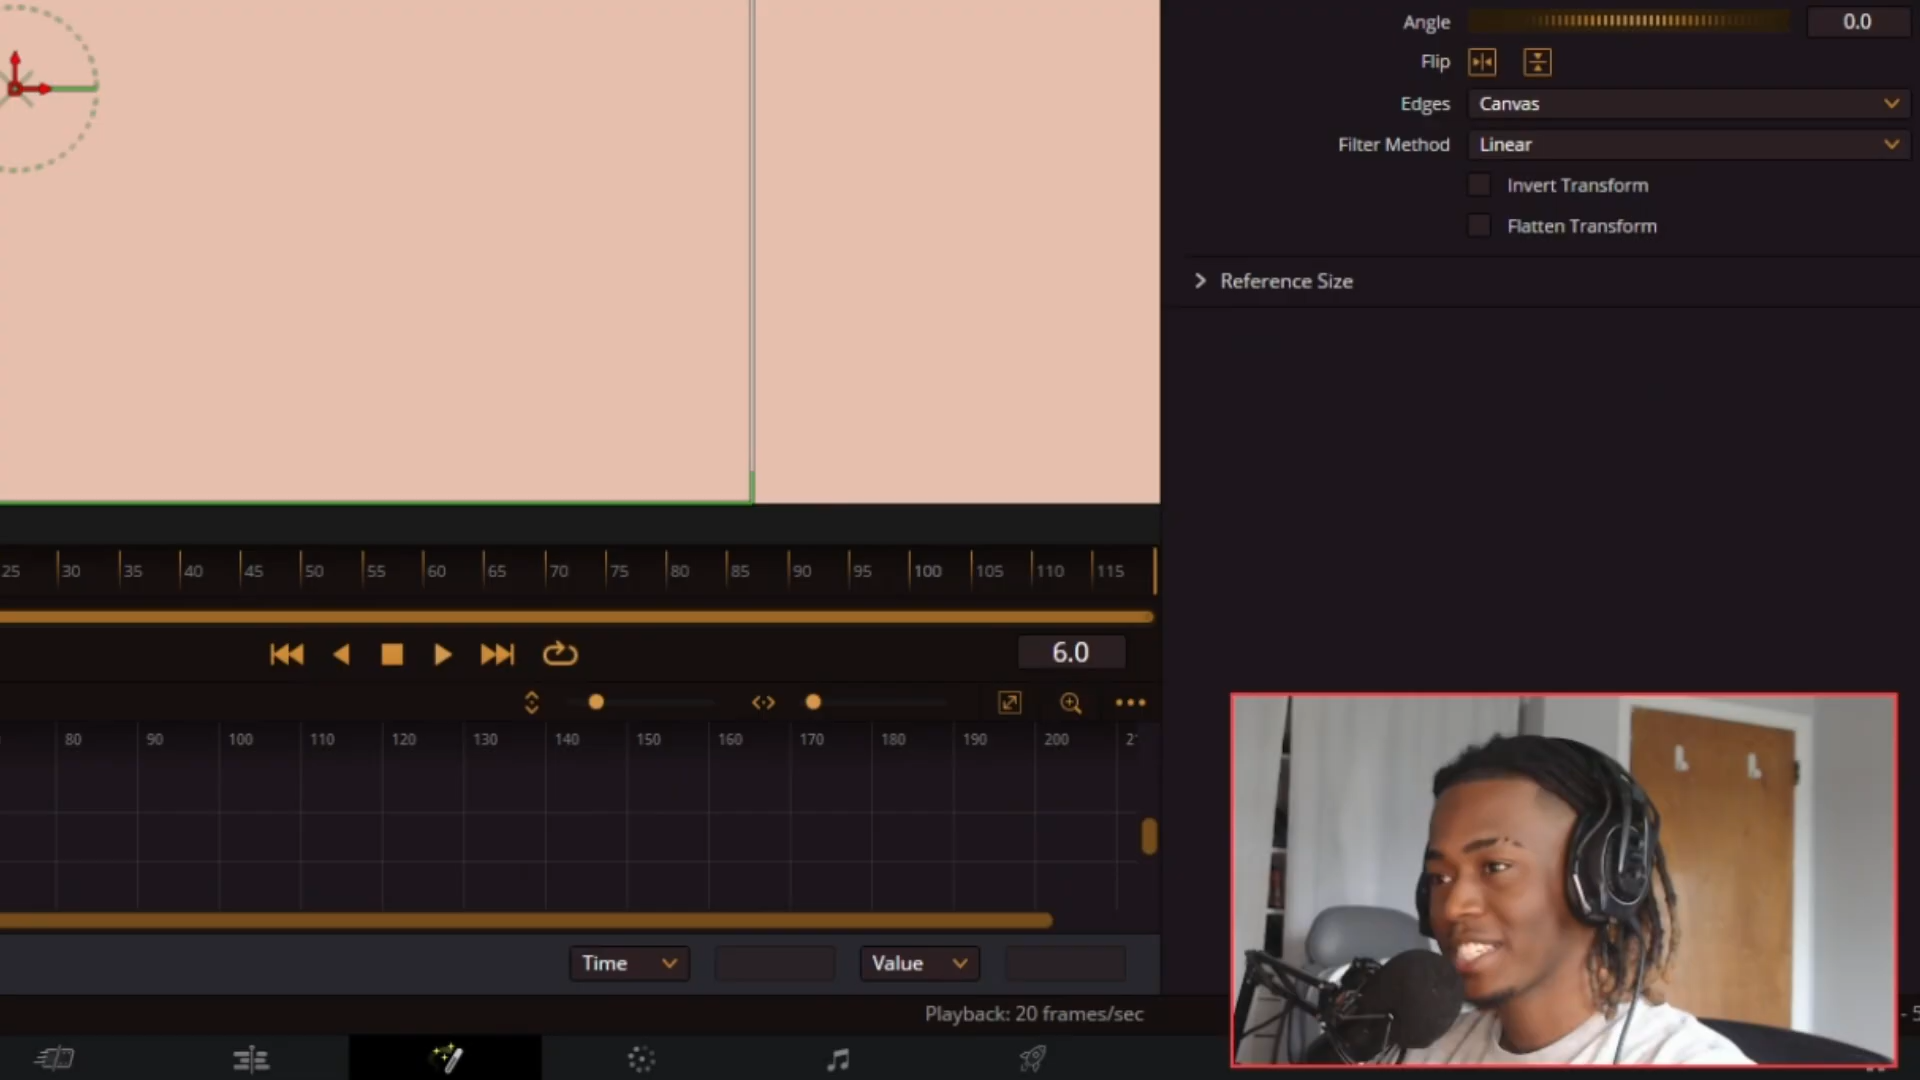 Angle 0.0
Flip
Edges Canvas
Filter Method Linear
Invert Transform
Flatten Transform
Reference Size
25 30 35 40 45 50 55 60 65 70 75 80 85 90 95 100 105 110 115
6.0
80 90 100 110 120 130 140 150 160 170 180 190 200
Time Value
Playback: 20 frames/sec